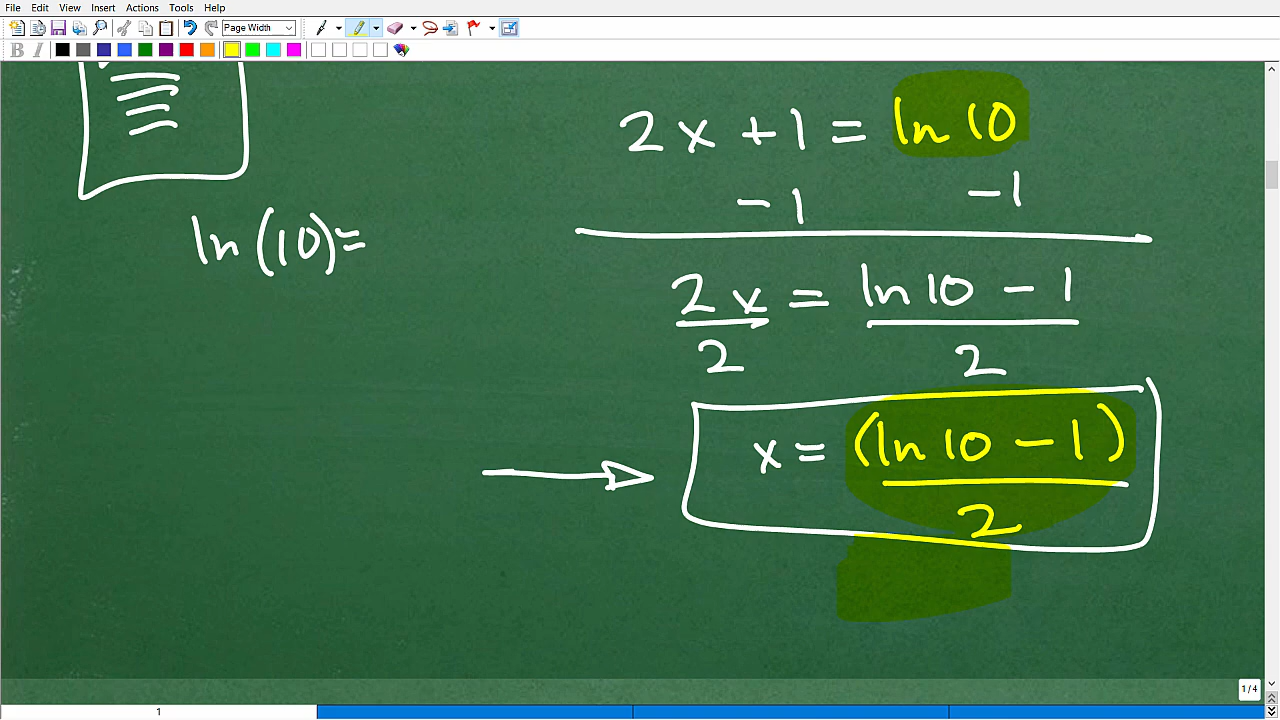 File Edit View Insert Actions Tools Help
Page Width
B I
2x + 1 = ln 10
- 1 - 1
ln (10) =
2x = ln 10 - 1
2 2
x = (ln 10 - 1)
2
1/4
1